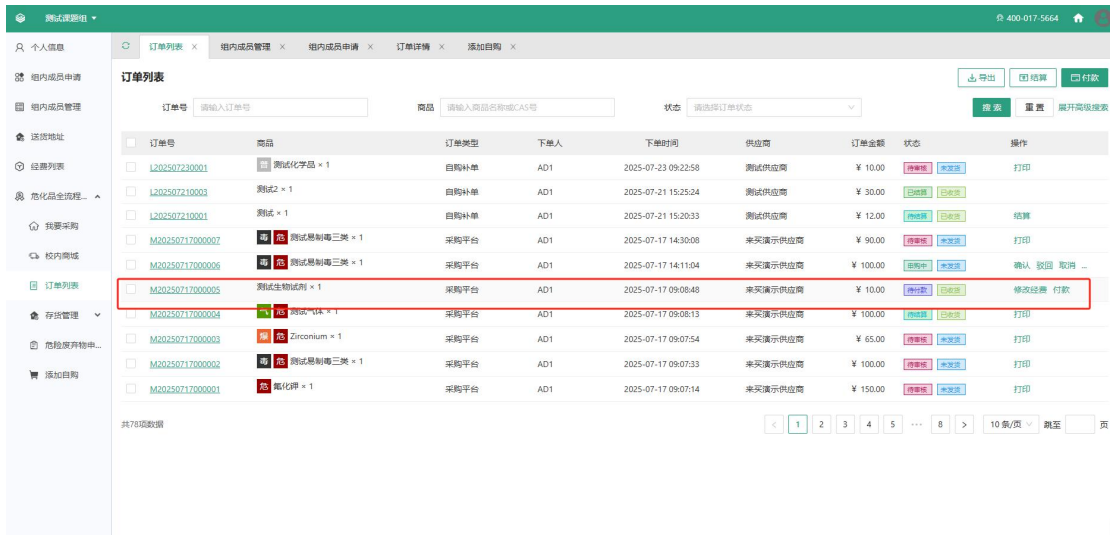 测试课题组
400-017-5664
个人信息
组内成员申请
组内成员管理
送货地址
经费列表
危化品全流程...
我要采购
校内商城
订单列表
存货管理
危险废弃物申...
添加自购
订单列表 × 组内成员管理 × 组内成员申请 × 订单详情 × 添加自购 ×
订单列表 导出 结算 付款
订单号 请输入订单号 商品 请输入商品名称或CAS号 状态 请选择订单状态 搜索 重置 展开高级搜索
订单号 商品 订单类型 下单人 下单时间 供应商 订单金额 状态 操作
L202507230001 普 测试化学品 × 1 自购补单 AD1 2025-07-23 09:22:58 测试供应商 ¥ 10.00 待审核 未发货 打印
L202507210003 测试2 × 1 自购补单 AD1 2025-07-21 15:25:24 测试供应商 ¥ 30.00 已结算 已收货
L202507210001 测试 × 1 自购补单 AD1 2025-07-21 15:20:33 测试供应商 ¥ 12.00 待结算 已收货 结算
M20250717000007 毒 危 测试易制毒三类 × 1 采购平台 AD1 2025-07-17 14:30:08 来买演示供应商 ¥ 90.00 待审核 未发货 打印
M20250717000006 毒 危 测试易制毒三类 × 1 采购平台 AD1 2025-07-17 14:11:04 来买演示供应商 ¥ 100.00 申购中 未发货 确认 驳回 取消 ...
M20250717000005 测试生物试剂 × 1 采购平台 AD1 2025-07-17 09:08:48 来买演示供应商 ¥ 10.00 待付款 已收货 修改经费 付款
M20250717000004 气 危 测试气体 × 1 采购平台 AD1 2025-07-17 09:08:13 来买演示供应商 ¥ 100.00 待结算 已收货 打印
M20250717000003 爆 危 Zirconium × 1 采购平台 AD1 2025-07-17 09:07:54 来买演示供应商 ¥ 65.00 待审核 未发货 打印
M20250717000002 毒 危 测试易制毒三类 × 1 采购平台 AD1 2025-07-17 09:07:33 来买演示供应商 ¥ 100.00 待审核 未发货 打印
M20250717000001 危 氟化钾 × 1 采购平台 AD1 2025-07-17 09:07:14 来买演示供应商 ¥ 150.00 待审核 未发货 打印
共78项数据 < 1 2 3 4 5 ··· 8 > 10 条/页 跳至 页